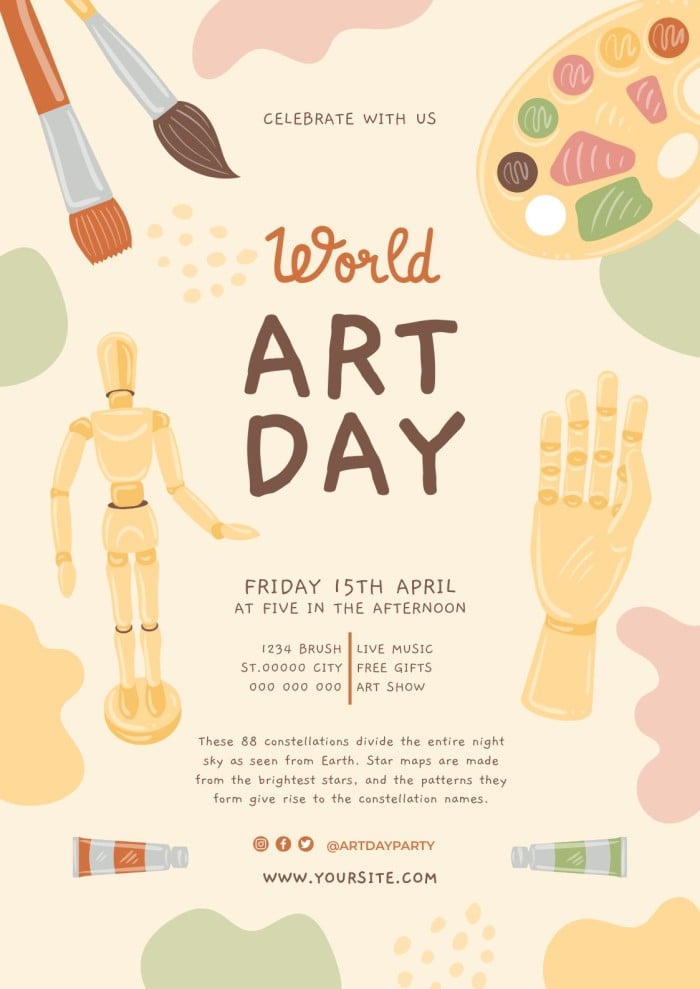 CELEBRATE WITH US
World
ART
DAY
FRIDAY 15TH APRIL
AT FIVE IN THE AFTERNOON
1234 BRUSH
ST.00000 CITY
000 000 000
LIVE MUSIC
FREE GIFTS
ART SHOW
These 88 constellations divide the entire night
sky as seen from Earth. Star maps are made
from the brightest stars, and the patterns they
form give rise to the constellation names.
@ARTDAYPARTY
WWW.YOURSITE.COM